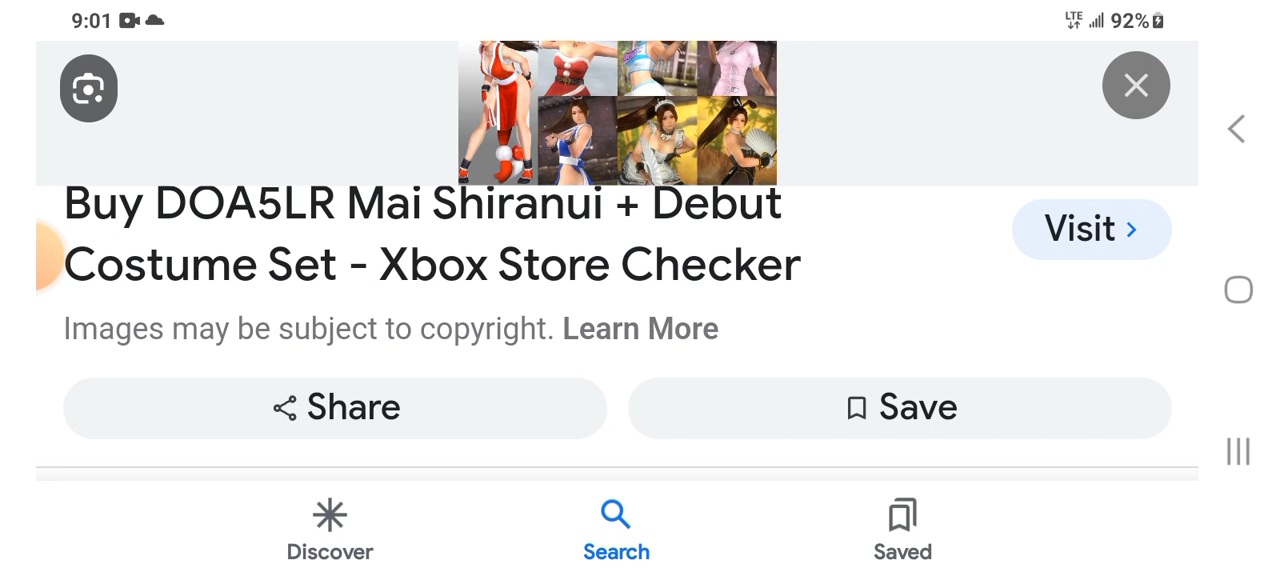 9:01 LTE 92%
Buy DOA5LR Mai Shiranui + Debut
Costume Set - Xbox Store Checker
Visit
Images may be subject to copyright. Learn More
Share Save
Discover Search Saved